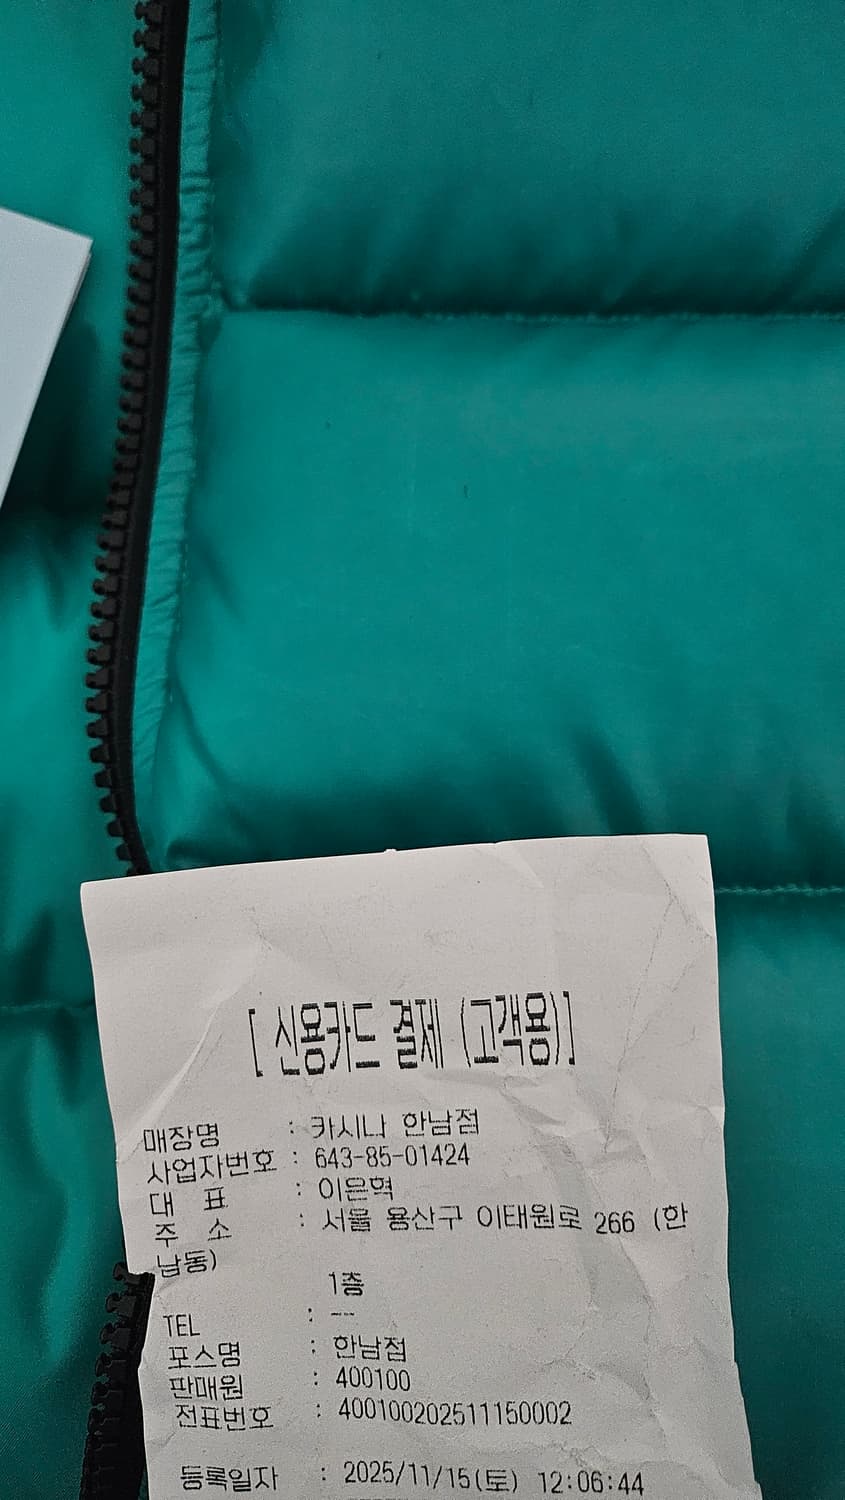 [ 신용카드 결제 (고객용)]
매장명 : 카시나 한남점
사업자번호 : 643-85-01424
대 표 : 이은혁
주 소 : 서울 용산구 이태원로 266 (한
남동)
1층
TEL : --
포스명 : 한남점
판매원 : 400100
전표번호 : 400100202511150002
등록일자 : 2025/11/15(토) 12:06:44